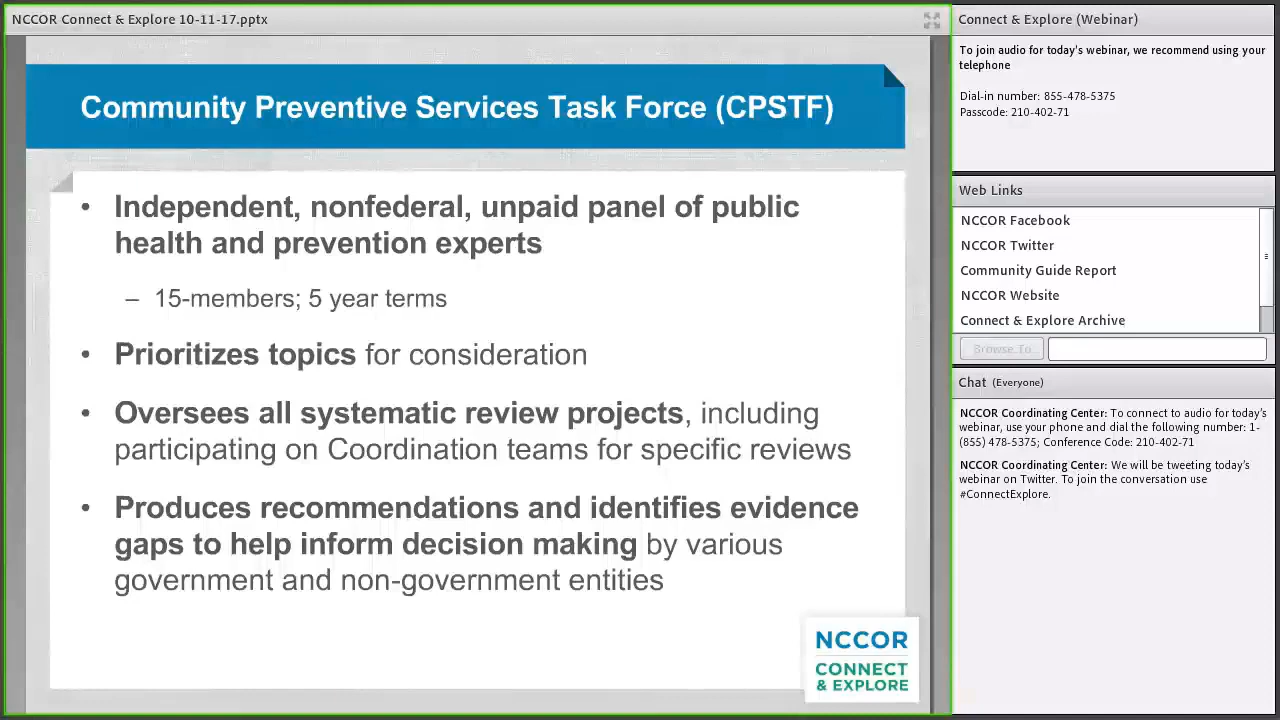 NCCOR Connect & Explore 10-11-17.pptx
Community Preventive Services Task Force (CPSTF)
• Independent, nonfederal, unpaid panel of public
health and prevention experts
– 15-members; 5 year terms
• Prioritizes topics for consideration
• Oversees all systematic review projects, including
participating on Coordination teams for specific reviews
• Produces recommendations and identifies evidence
gaps to help inform decision making by various
government and non-government entities
NCCOR
CONNECT
& EXPLORE
Connect & Explore (Webinar)
To join audio for today's webinar, we recommend using your
telephone
Dial-in number: 855-478-5375
Passcode: 210-402-71
Web Links
NCCOR Facebook
NCCOR Twitter
Community Guide Report
NCCOR Website
Connect & Explore Archive
Browse To
Chat (Everyone)
NCCOR Coordinating Center: To connect to audio for today's
webinar, use your phone and dial the following number: 1-
(855) 478-5375; Conference Code: 210-402-71
NCCOR Coordinating Center: We will be tweeting today's
webinar on Twitter. To join the conversation use
#ConnectExplore.